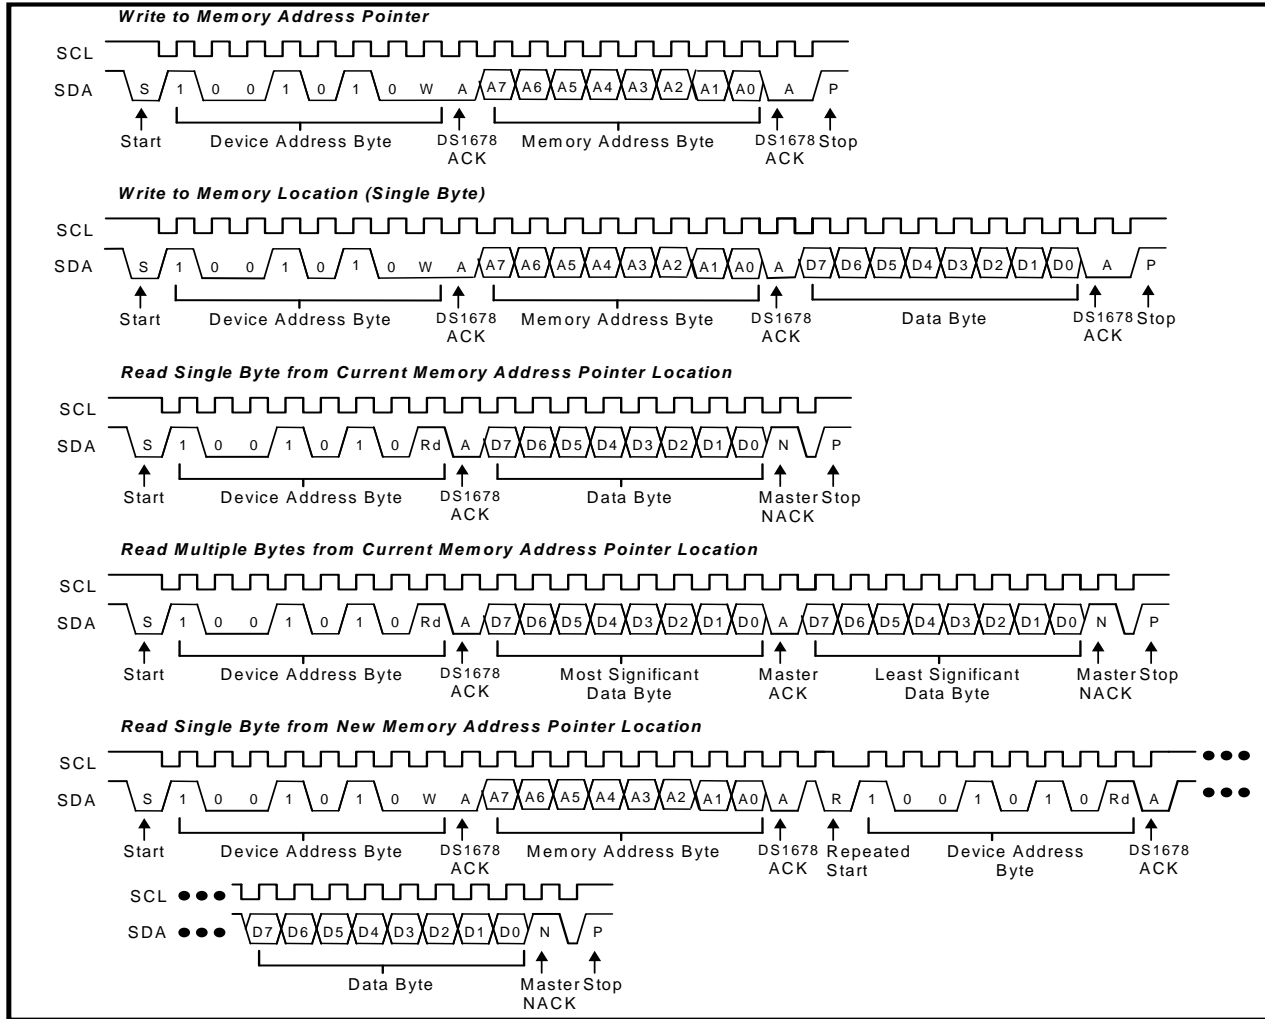 Write to Memory Address Pointer
SCL
SDA S 1 0 0 1 0 1 0 W A A7 A6 A5 A4 A3 A2 A1 A0 A P
Start Device Address Byte DS1678 Memory Address Byte DS1678 Stop
ACK ACK
Write to Memory Location (Single Byte)
SCL
SDA S 1 0 0 1 0 1 0 W A A7 A6 A5 A4 A3 A2 A1 A0 A D7 D6 D5 D4 D3 D2 D1 D0 A P
Start Device Address Byte DS1678 Memory Address Byte DS1678 Data Byte DS1678 Stop
ACK ACK ACK
Read Single Byte from Current Memory Address Pointer Location
SCL
SDA S 1 0 0 1 0 1 0 Rd A D7 D6 D5 D4 D3 D2 D1 D0 N P
Start Device Address Byte DS1678 Data Byte Master Stop
ACK NACK
Read Multiple Bytes from Current Memory Address Pointer Location
SCL
SDA S 1 0 0 1 0 1 0 Rd A D7 D6 D5 D4 D3 D2 D1 D0 A D7 D6 D5 D4 D3 D2 D1 D0 N P
Start Device Address Byte DS1678 Most Significant Master Least Significant Master Stop
ACK Data Byte ACK Data Byte NACK
Read Single Byte from New Memory Address Pointer Location
SCL
SDA S 1 0 0 1 0 1 0 W A A7 A6 A5 A4 A3 A2 A1 A0 A R 1 0 0 1 0 1 0 Rd A
Start Device Address Byte DS1678 Memory Address Byte DS1678 Repeated Device Address DS1678
ACK ACK Start Byte ACK
SCL
SDA D7 D6 D5 D4 D3 D2 D1 D0 N P
Data Byte Master Stop
NACK